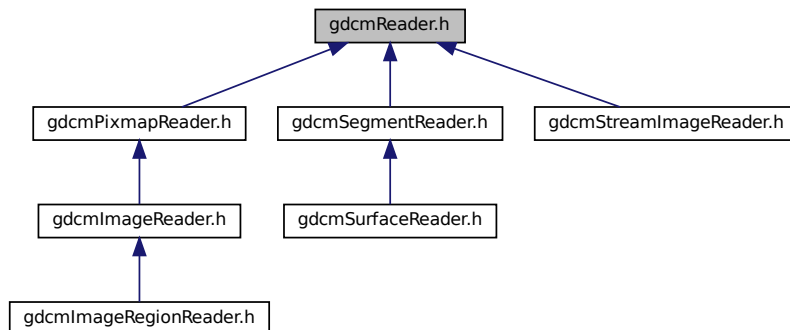 gdcmReader.h
gdcmPixmapReader.h
gdcmSegmentReader.h
gdcmStreamImageReader.h
gdcmImageReader.h
gdcmSurfaceReader.h
gdcmImageRegionReader.h